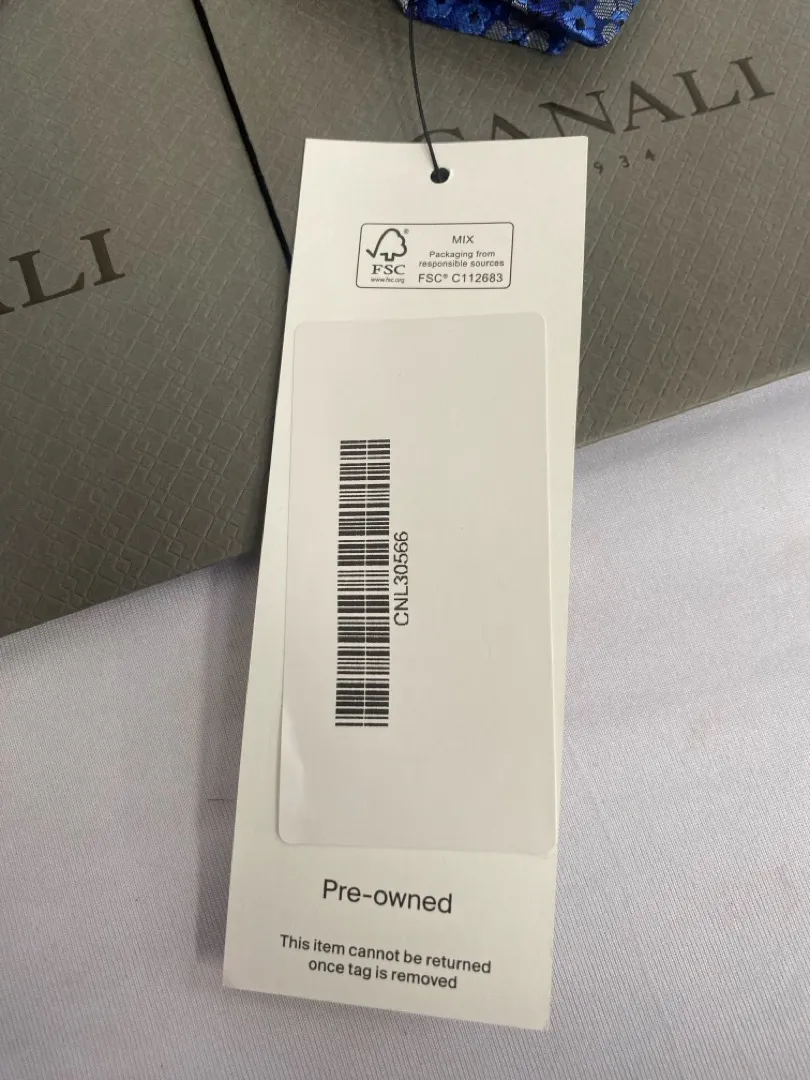 CANALI
1934
ALI
MIX
Packaging from
responsible sources
FSC® C112683
FSC
www.fsc.org
CNL30566
Pre-owned
This item cannot be returned
once tag is removed